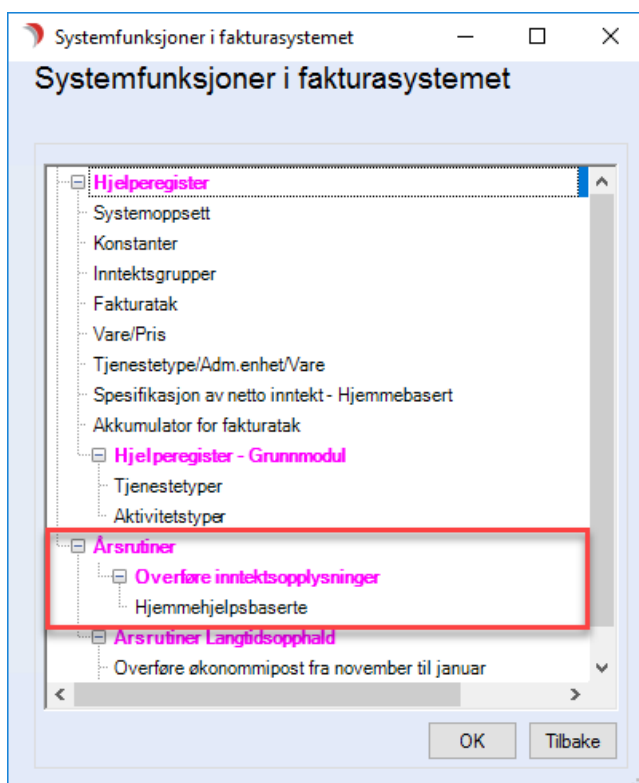 Systemfunksjoner i fakturasystemet
Systemfunksjoner i fakturasystemet
Hjelperegister
Systemoppsett
Konstanter
Inntektsgrupper
Fakturatak
Vare/Pris
Tjenestetype/Adm.enhet/Vare
Spesifikasjon av netto inntekt - Hjemmebasert
Akkumulator for fakturatak
Hjelperegister - Grunnmodul
Tjenestetyper
Aktivitetstyper
Årsrutiner
Overføre inntektsopplysninger
Hjemmehjelpsbaserte
Årsrutiner Langtidsopphald
Overføre økonommipost fra november til januar
OK Tilbake